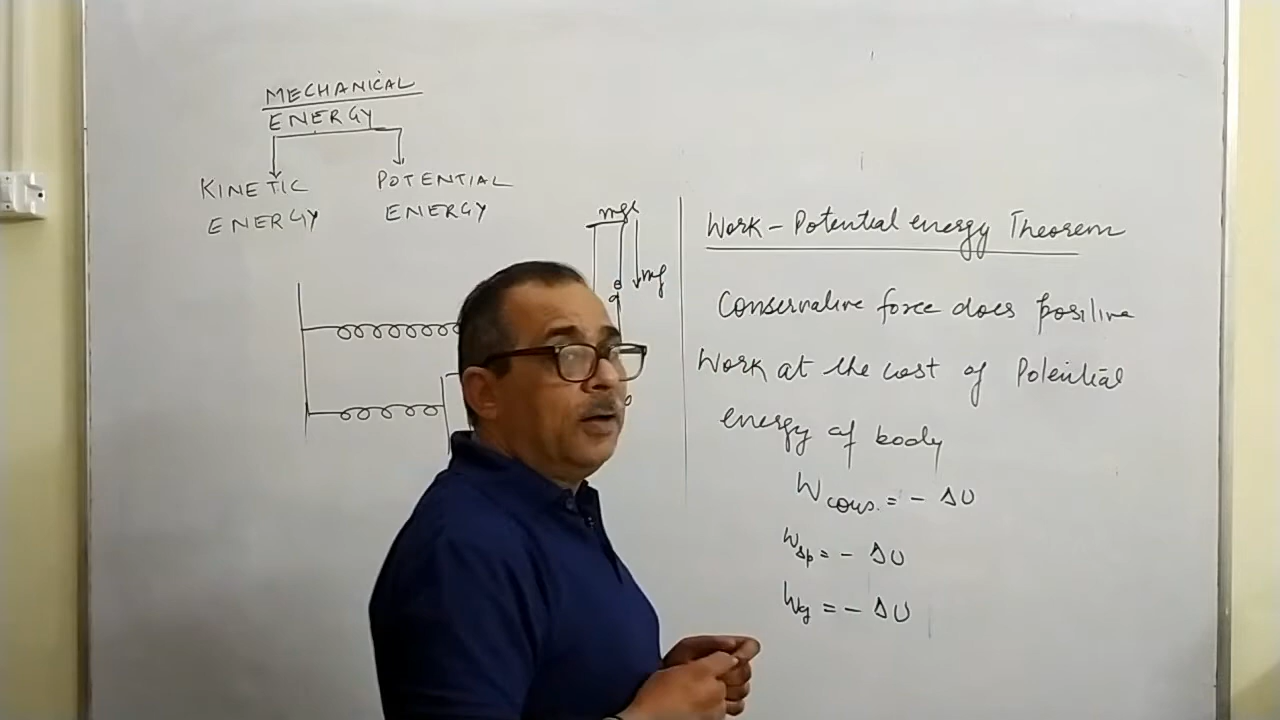 MECHANICAL
ENERGY
KINETIC
ENERGY
POTENTIAL
ENERGY
mg
Work - Potential energy Theorem
Conservative force does positive
Work at the cost of Potential
energy of body
W cons. = - ΔU
W sp = - ΔU
W g = - ΔU